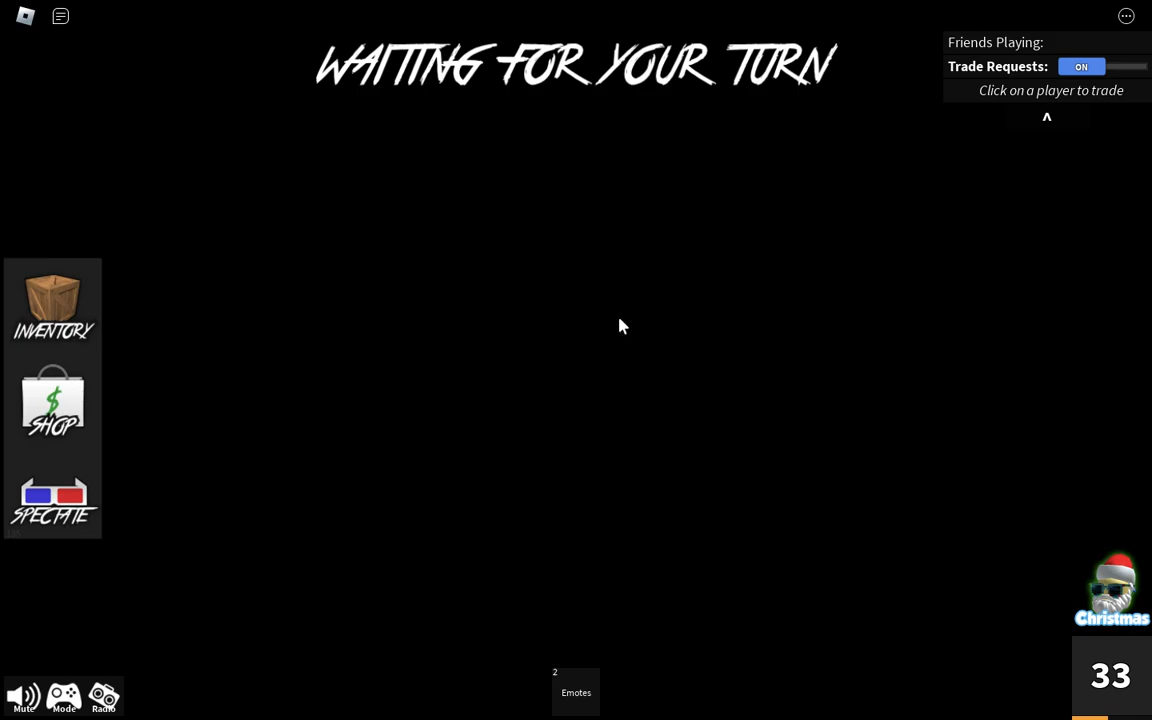 WAITING FOR YOUR TURN
Friends Playing:
Trade Requests: ON
Click on a player to trade
^
INVENTORY
$
SHOP
SPECTATE
Christmas
33
2
Emotes
Mute Mode Radio